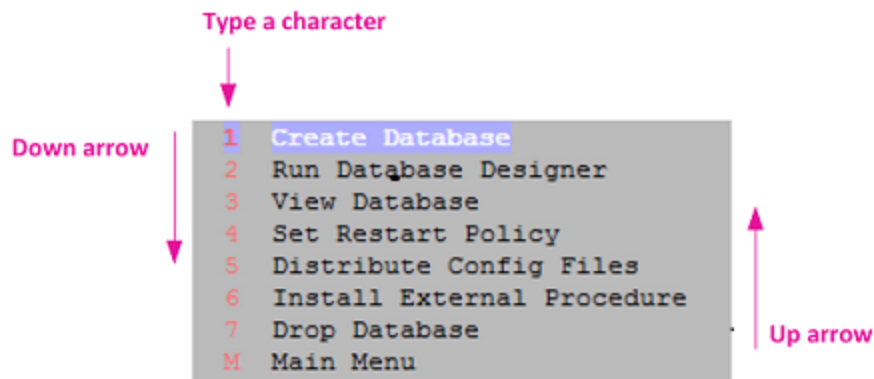 Type a character
Down arrow
1 Create Database
2 Run Database Designer
3 View Database
4 Set Restart Policy
5 Distribute Config Files
6 Install External Procedure
7 Drop Database
M Main Menu
Up arrow